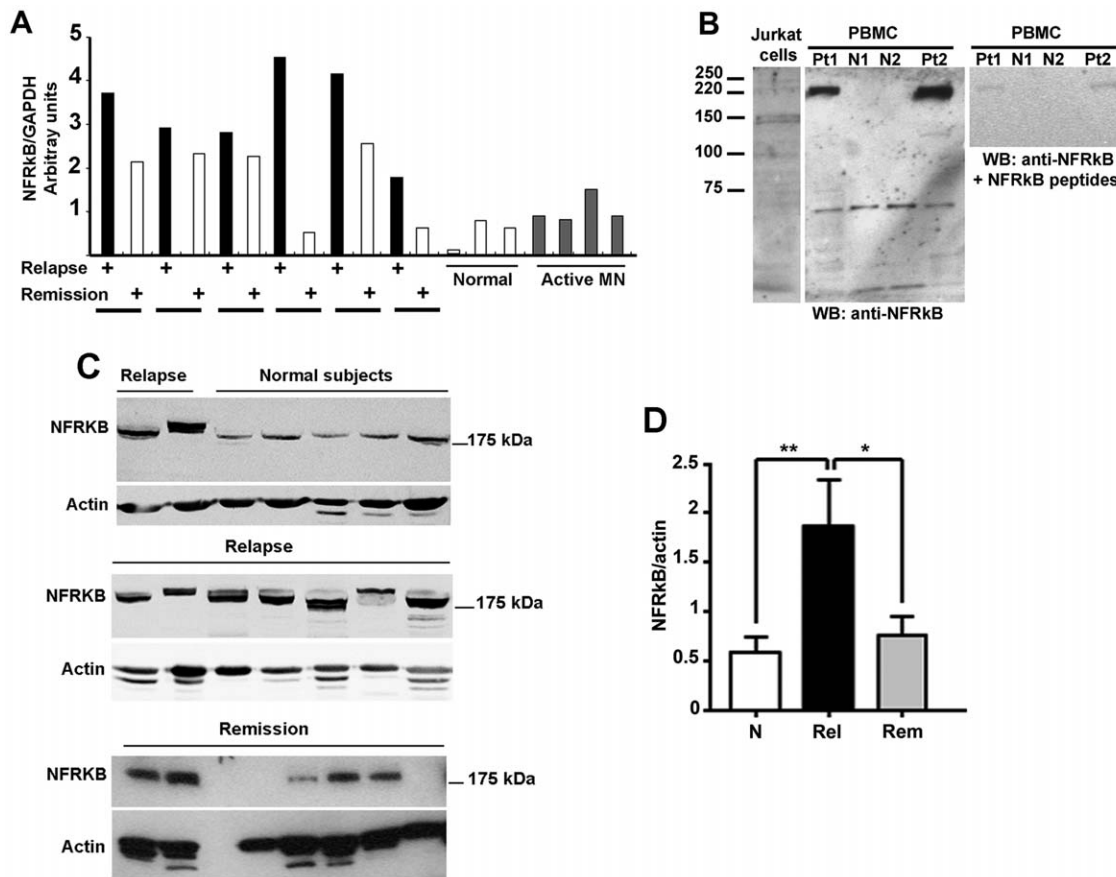 A
NFRkB/GAPDH
Arbitray units
5
4
3
2
1
Relapse + + + + + +
Remission + + + + + +
Normal
Active MN
B
Jurkat
cells
PBMC
Pt1 N1 N2 Pt2
PBMC
Pt1 N1 N2 Pt2
250
220
150
100
75
WB: anti-NFRkB
WB: anti-NFRkB
+ NFRkB peptides
C
Relapse
Normal subjects
NFRKB
175 kDa
Actin
Relapse
NFRKB
175 kDa
Actin
Remission
NFRKB
175 kDa
Actin
D
NFRkB/actin
2.5
2
1.5
1
0.5
0
** *
N Rel Rem